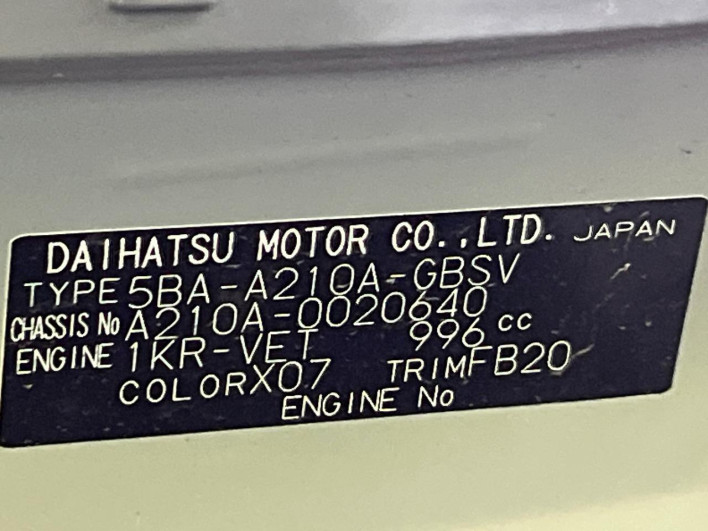 DAIHATSU MOTOR CO.,LTD. JAPAN
TYPE 5BA-A210A-GBSV
CHASSIS No A210A-0020640
ENGINE 1KR-VET 996 cc
COLOR X07 TRIM FB20
ENGINE No